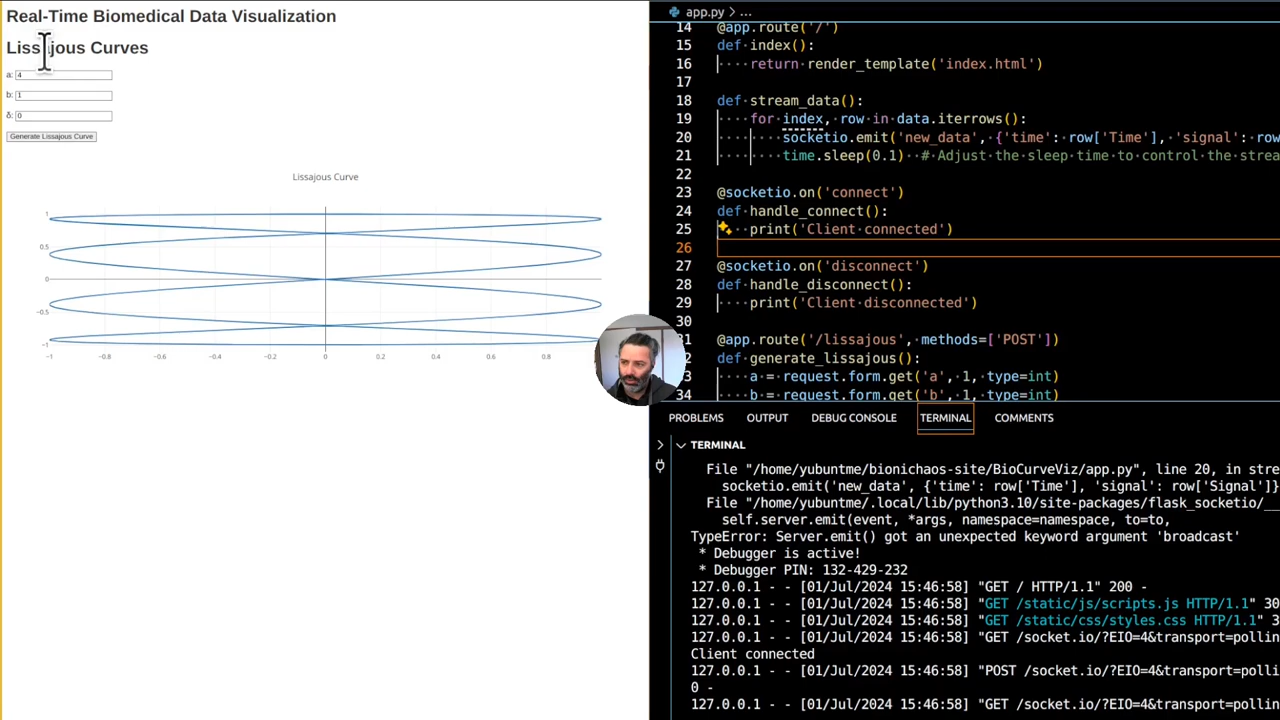 Real-Time Biomedical Data Visualization
Lissajous Curves
a: 4
b: 1
δ: 0
Generate Lissajous Curve
Lissajous Curve
1
0.5
0
−0.5
−1
−1 −0.8 −0.6 −0.4 −0.2 0 0.2 0.4 0.6 0.8
app.py > ...
14 @app.route('/')
15 def index():
16 return render_template('index.html')
17
18 def stream_data():
19 for index, row in data.iterrows():
20 socketio.emit('new_data', {'time': row['Time'], 'signal': row
21 time.sleep(0.1) # Adjust the sleep time to control the strea
22
23 @socketio.on('connect')
24 def handle_connect():
25 print('Client connected')
26
27 @socketio.on('disconnect')
28 def handle_disconnect():
29 print('Client disconnected')
30
31 @app.route('/lissajous', methods=['POST'])
32 def generate_lissajous():
33 a = request.form.get('a', 1, type=int)
34 b = request.form.get('b', 1, type=int)
PROBLEMS OUTPUT DEBUG CONSOLE TERMINAL COMMENTS
TERMINAL
File "/home/yubuntme/bionichaos-site/BioCurveViz/app.py", line 20, in stre
socketio.emit('new_data', {'time': row['Time'], 'signal': row['Signal']}
File "/home/yubuntme/.local/lib/python3.10/site-packages/flask_socketio/__
self.server.emit(event, *args, namespace=namespace, to=to,
TypeError: Server.emit() got an unexpected keyword argument 'broadcast'
* Debugger is active!
* Debugger PIN: 132-429-232
127.0.0.1 - - [01/Jul/2024 15:46:58] "GET / HTTP/1.1" 200 -
127.0.0.1 - - [01/Jul/2024 15:46:58] "GET /static/js/scripts.js HTTP/1.1" 30
127.0.0.1 - - [01/Jul/2024 15:46:58] "GET /static/css/styles.css HTTP/1.1" 3
127.0.0.1 - - [01/Jul/2024 15:46:58] "GET /socket.io/?EIO=4&transport=pollin
Client connected
127.0.0.1 - - [01/Jul/2024 15:46:58] "POST /socket.io/?EIO=4&transport=polli
0 -
127.0.0.1 - - [01/Jul/2024 15:46:58] "GET /socket.io/?EIO=4&transport=pollin